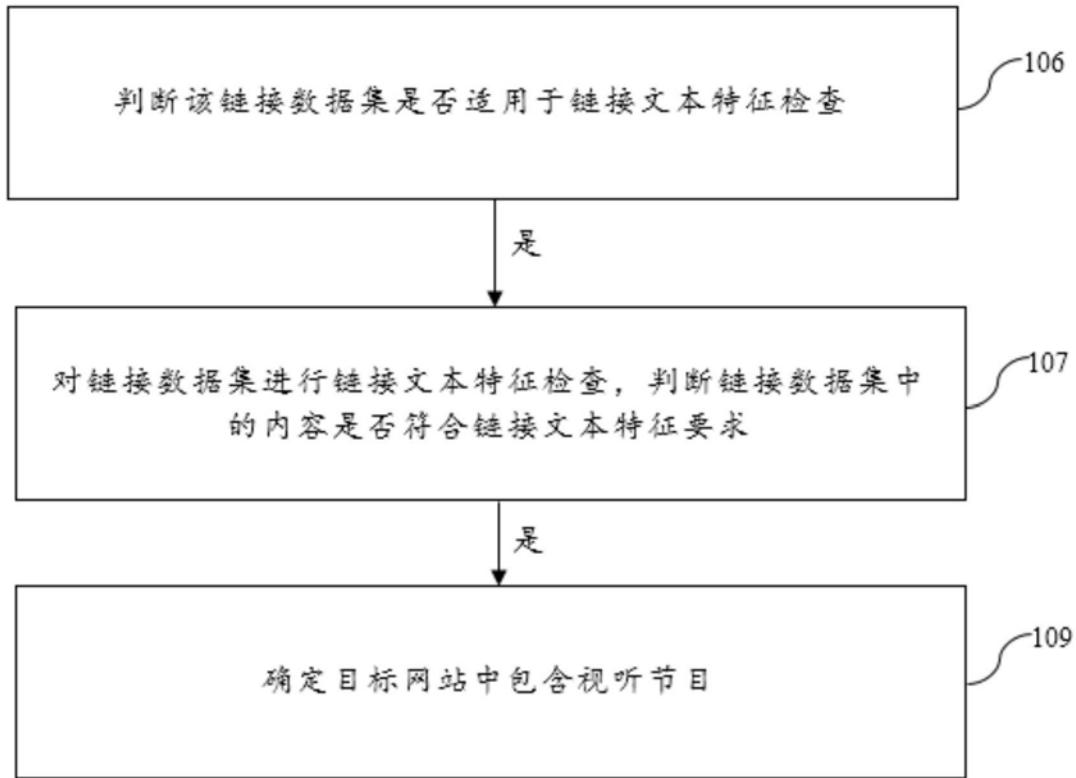 判断该链接数据集是否适用于链接文本特征检查
106
是
对链接数据集进行链接文本特征检查，判断链接数据集中
的内容是否符合链接文本特征要求
107
是
确定目标网站中包含视听节目
109